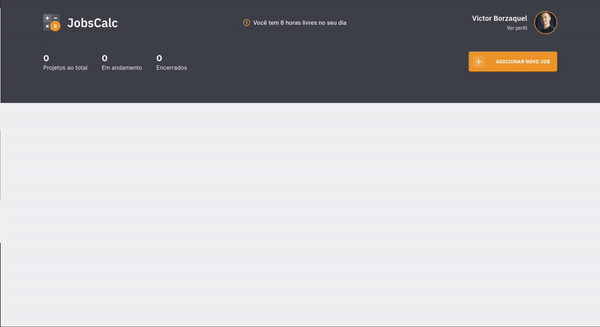 JobsCalc
Você tem 8 horas livres no seu dia
Victor Borzaquel
Ver perfil
0
Projetos ao total
0
Em andamento
0
Encerrados
ADICIONAR NOVO JOB